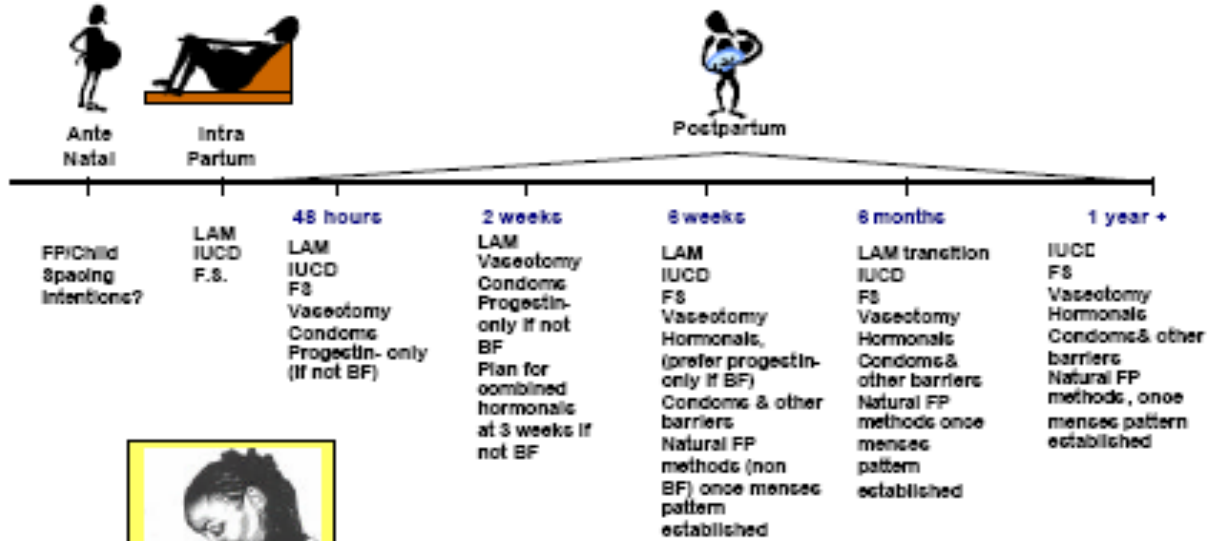 Ante
Natal
Intra
Partum
Postpartum
48 hours
2 weeks
6 weeks
6 months
1 year +
FP/Child
Spacing
Intentions?
LAM
IUCD
F.S.
LAM
IUCD
FS
Vasectomy
Condoms
Progestin- only
(if not BF)
LAM
Vasectomy
Condoms
Progestin-
only if not
BF
Plan for
combined
hormonals
at 3 weeks if
not BF
LAM
IUCD
FS
Vasectomy
Hormonals,
(prefer progestin-
only if BF)
Condoms & other
barriers
Natural FP
methods (non
BF) once menses
pattern
established
LAM transition
IUCD
FS
Vasectomy
Hormonals
Condoms&
other barriers
Natural FP
methods once
menses
pattern
established
IUCD
FS
Vasectomy
Hormonals
Condoms& other
barriers
Natural FP
methods, once
menses pattern
established